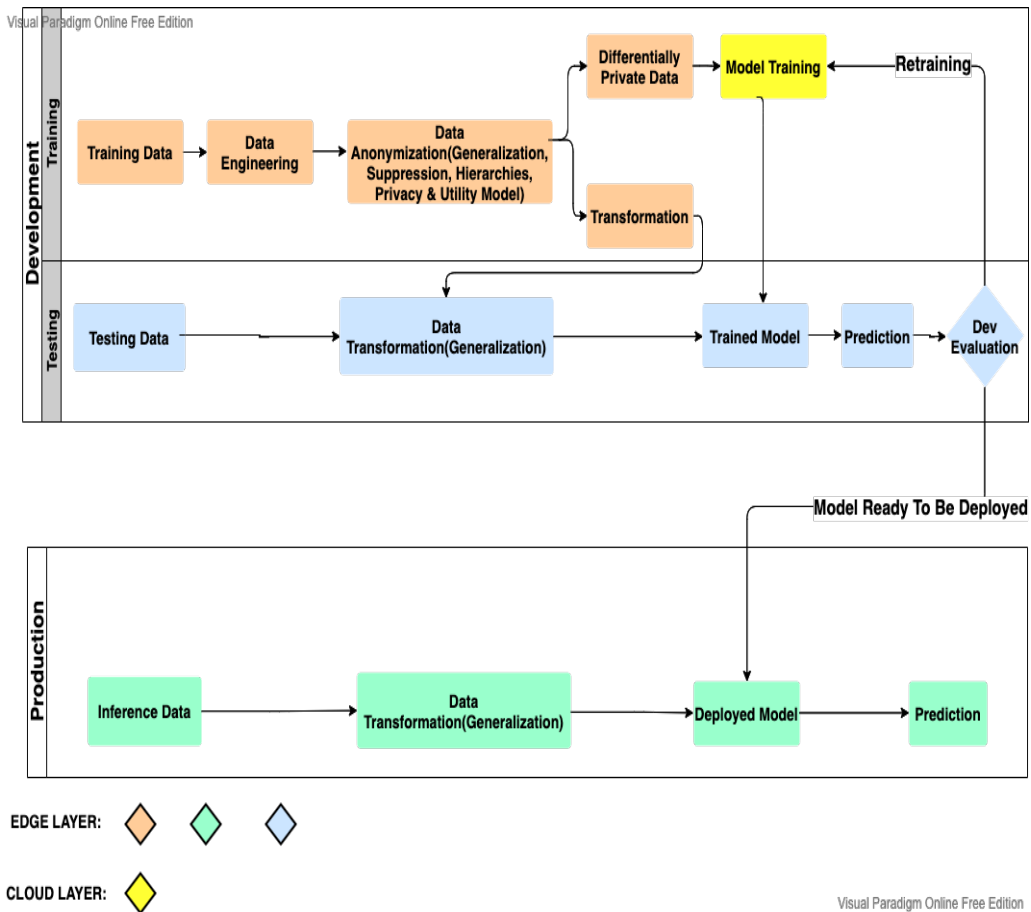 Visual Paradigm Online Free Edition
Development
Training
Training Data
Data
Engineering
Data
Anonymization(Generalization,
Suppression, Hierarchies,
Privacy & Utility Model)
Differentially
Private Data
Transformation
Model Training
Retraining
Testing
Testing Data
Data
Transformation(Generalization)
Trained Model
Prediction
Dev
Evaluation
Model Ready To Be Deployed
Production
Inference Data
Data
Transformation(Generalization)
Deployed Model
Prediction
EDGE LAYER:
CLOUD LAYER:
Visual Paradigm Online Free Edition